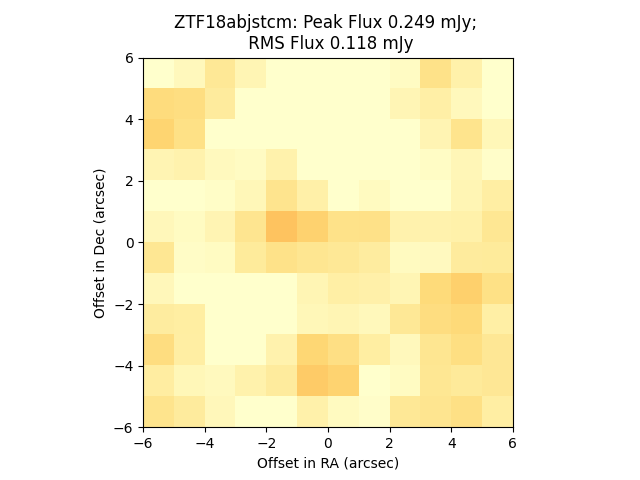 ZTF18abjstcm: Peak Flux 0.249 mJy;
RMS Flux 0.118 mJy
6
4
2
0
−2
−4
−6
Offset in Dec (arcsec)
−6 −4 −2 0 2 4 6
Offset in RA (arcsec)